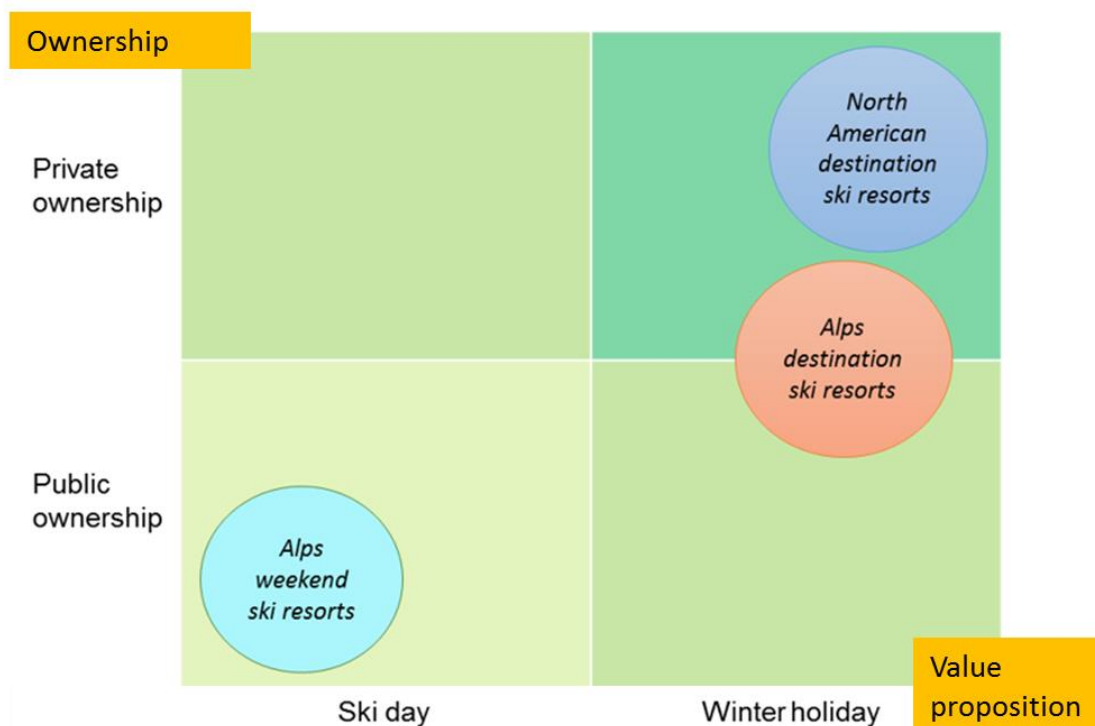 Ownership
North
American
destination
ski resorts
Private
ownership
Alps
destination
ski resorts
Public
ownership
Alps
weekend
ski resorts
Value
proposition
Ski day
Winter holiday